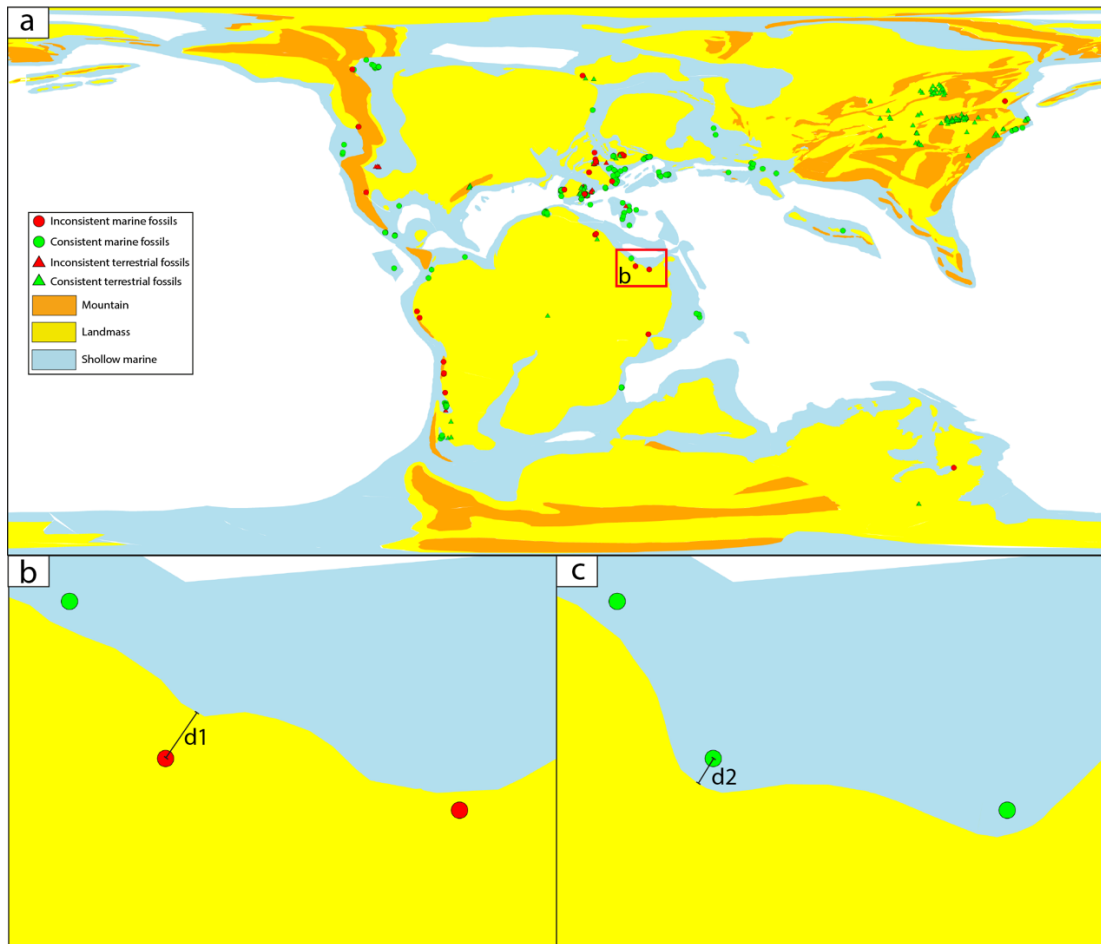 a
Inconsistent marine fossils
Consistent marine fossils
Inconsistent terrestrial fossils
Consistent terrestrial fossils
Mountain
Landmass
Shollow marine
b
b
d1
c
d2